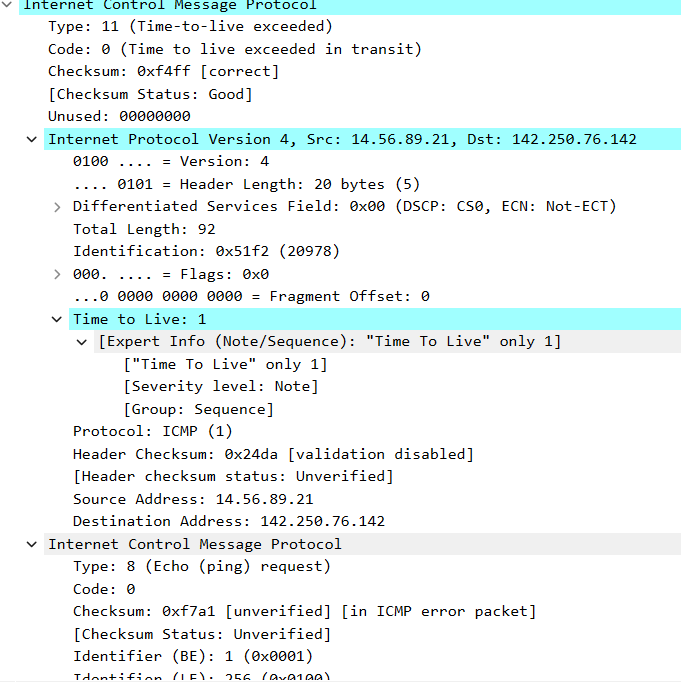 Internet Control Message Protocol
Type: 11 (Time-to-live exceeded)
Code: 0 (Time to live exceeded in transit)
Checksum: 0xf4ff [correct]
[Checksum Status: Good]
Unused: 00000000
Internet Protocol Version 4, Src: 14.56.89.21, Dst: 142.250.76.142
0100 .... = Version: 4
.... 0101 = Header Length: 20 bytes (5)
Differentiated Services Field: 0x00 (DSCP: CS0, ECN: Not-ECT)
Total Length: 92
Identification: 0x51f2 (20978)
000. .... = Flags: 0x0
...0 0000 0000 0000 = Fragment Offset: 0
Time to Live: 1
[Expert Info (Note/Sequence): "Time To Live" only 1]
["Time To Live" only 1]
[Severity level: Note]
[Group: Sequence]
Protocol: ICMP (1)
Header Checksum: 0x24da [validation disabled]
[Header checksum status: Unverified]
Source Address: 14.56.89.21
Destination Address: 142.250.76.142
Internet Control Message Protocol
Type: 8 (Echo (ping) request)
Code: 0
Checksum: 0xf7a1 [unverified] [in ICMP error packet]
[Checksum Status: Unverified]
Identifier (BE): 1 (0x0001)
Identifier (LE): 256 (0x0100)